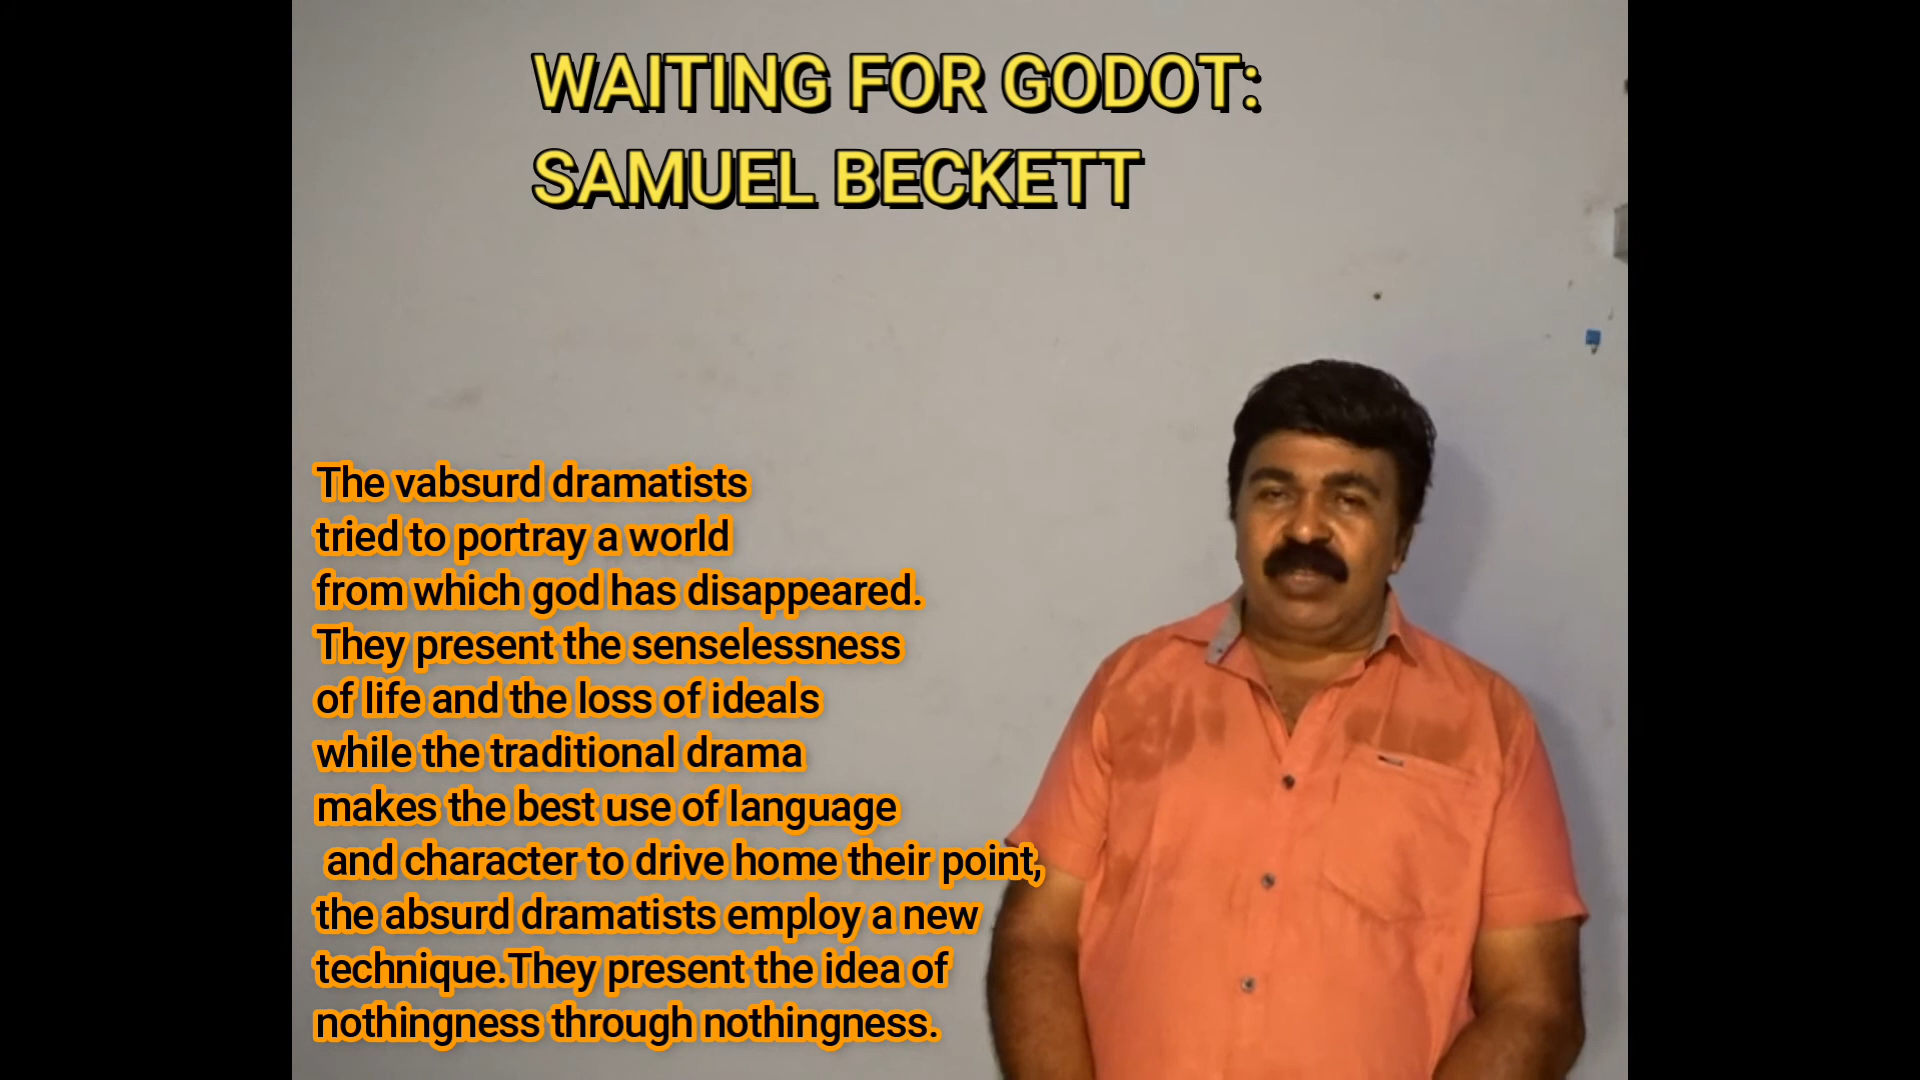 WAITING FOR GODOT:
SAMUEL BECKETT
The vabsurd dramatists
tried to portray a world
from which god has disappeared.
They present the senselessness
of life and the loss of ideals
while the traditional drama
makes the best use of language
and character to drive home their point,
the absurd dramatists employ a new
technique.They present the idea of
nothingness through nothingness.